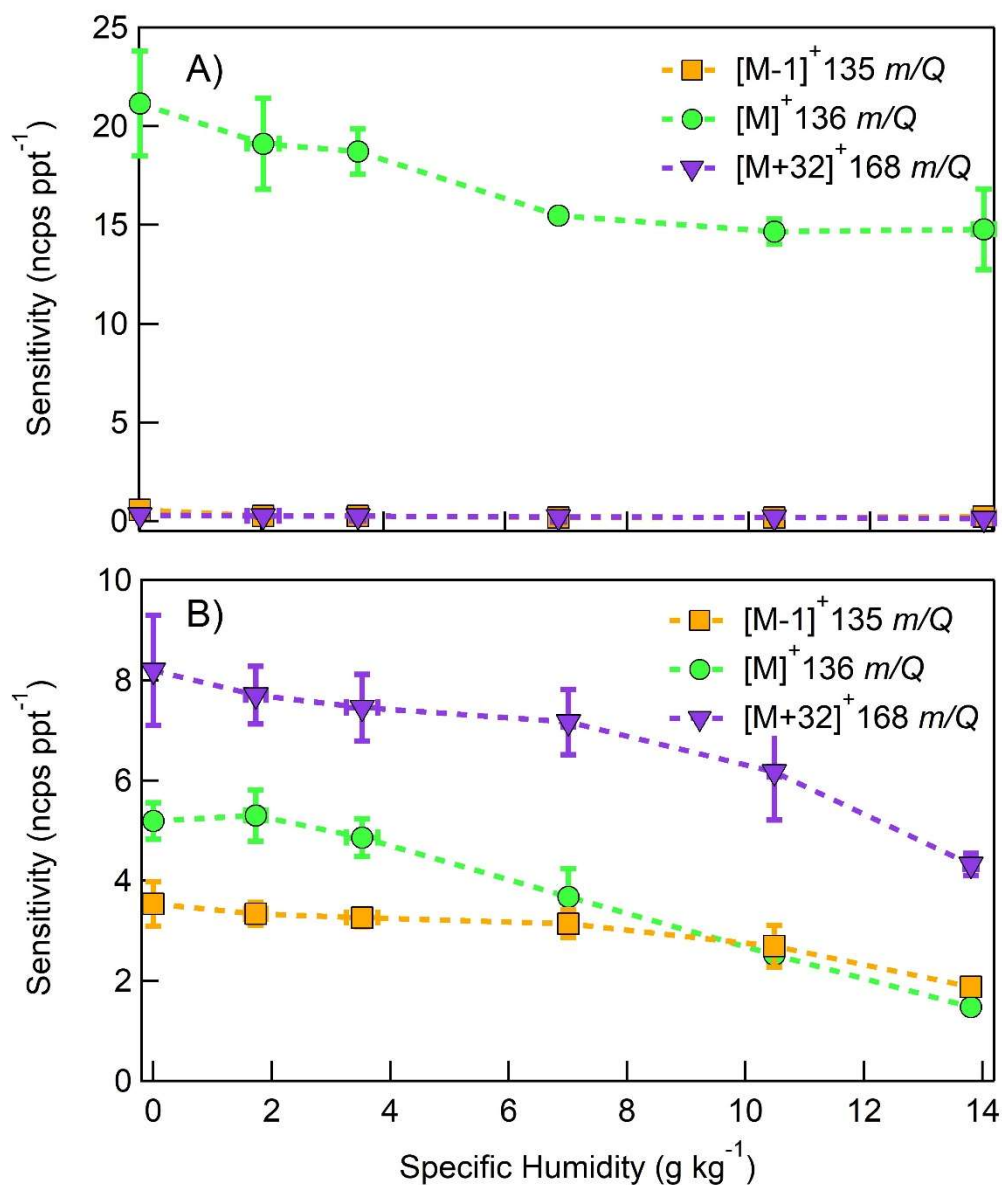 25
20
15
10
5
0
Sensitivity (ncps ppt⁻¹)
A)
[M-1]⁺ 135 m/Q
[M]⁺ 136 m/Q
[M+32]⁺ 168 m/Q
10
8
6
4
2
0
Sensitivity (ncps ppt⁻¹)
B)
[M-1]⁺ 135 m/Q
[M]⁺ 136 m/Q
[M+32]⁺ 168 m/Q
0 2 4 6 8 10 12 14
Specific Humidity (g kg⁻¹)